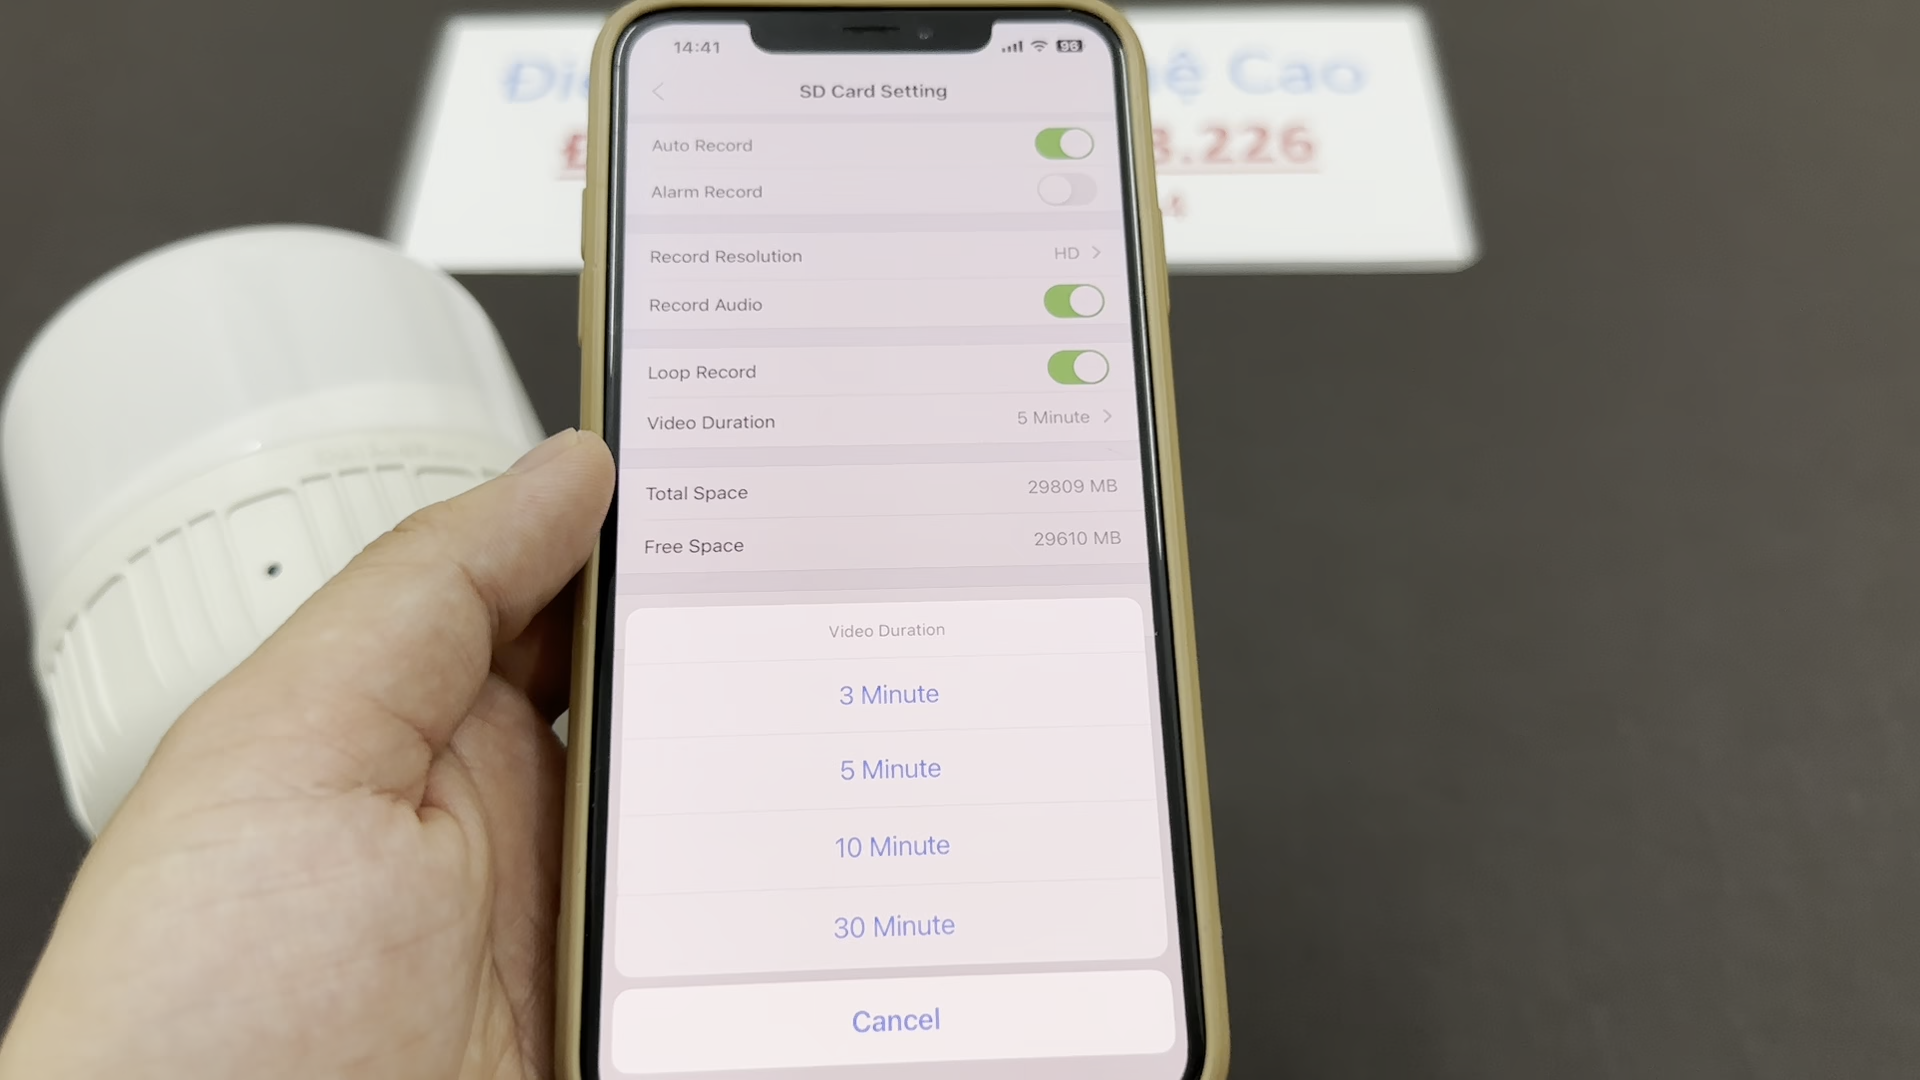 ệ Cao
3.226
14:41
96
SD Card Setting
Auto Record
Alarm Record
Record Resolution HD
Record Audio
Loop Record
Video Duration 5 Minute
Total Space 29809 MB
Free Space 29610 MB
Video Duration
3 Minute
5 Minute
10 Minute
30 Minute
Cancel